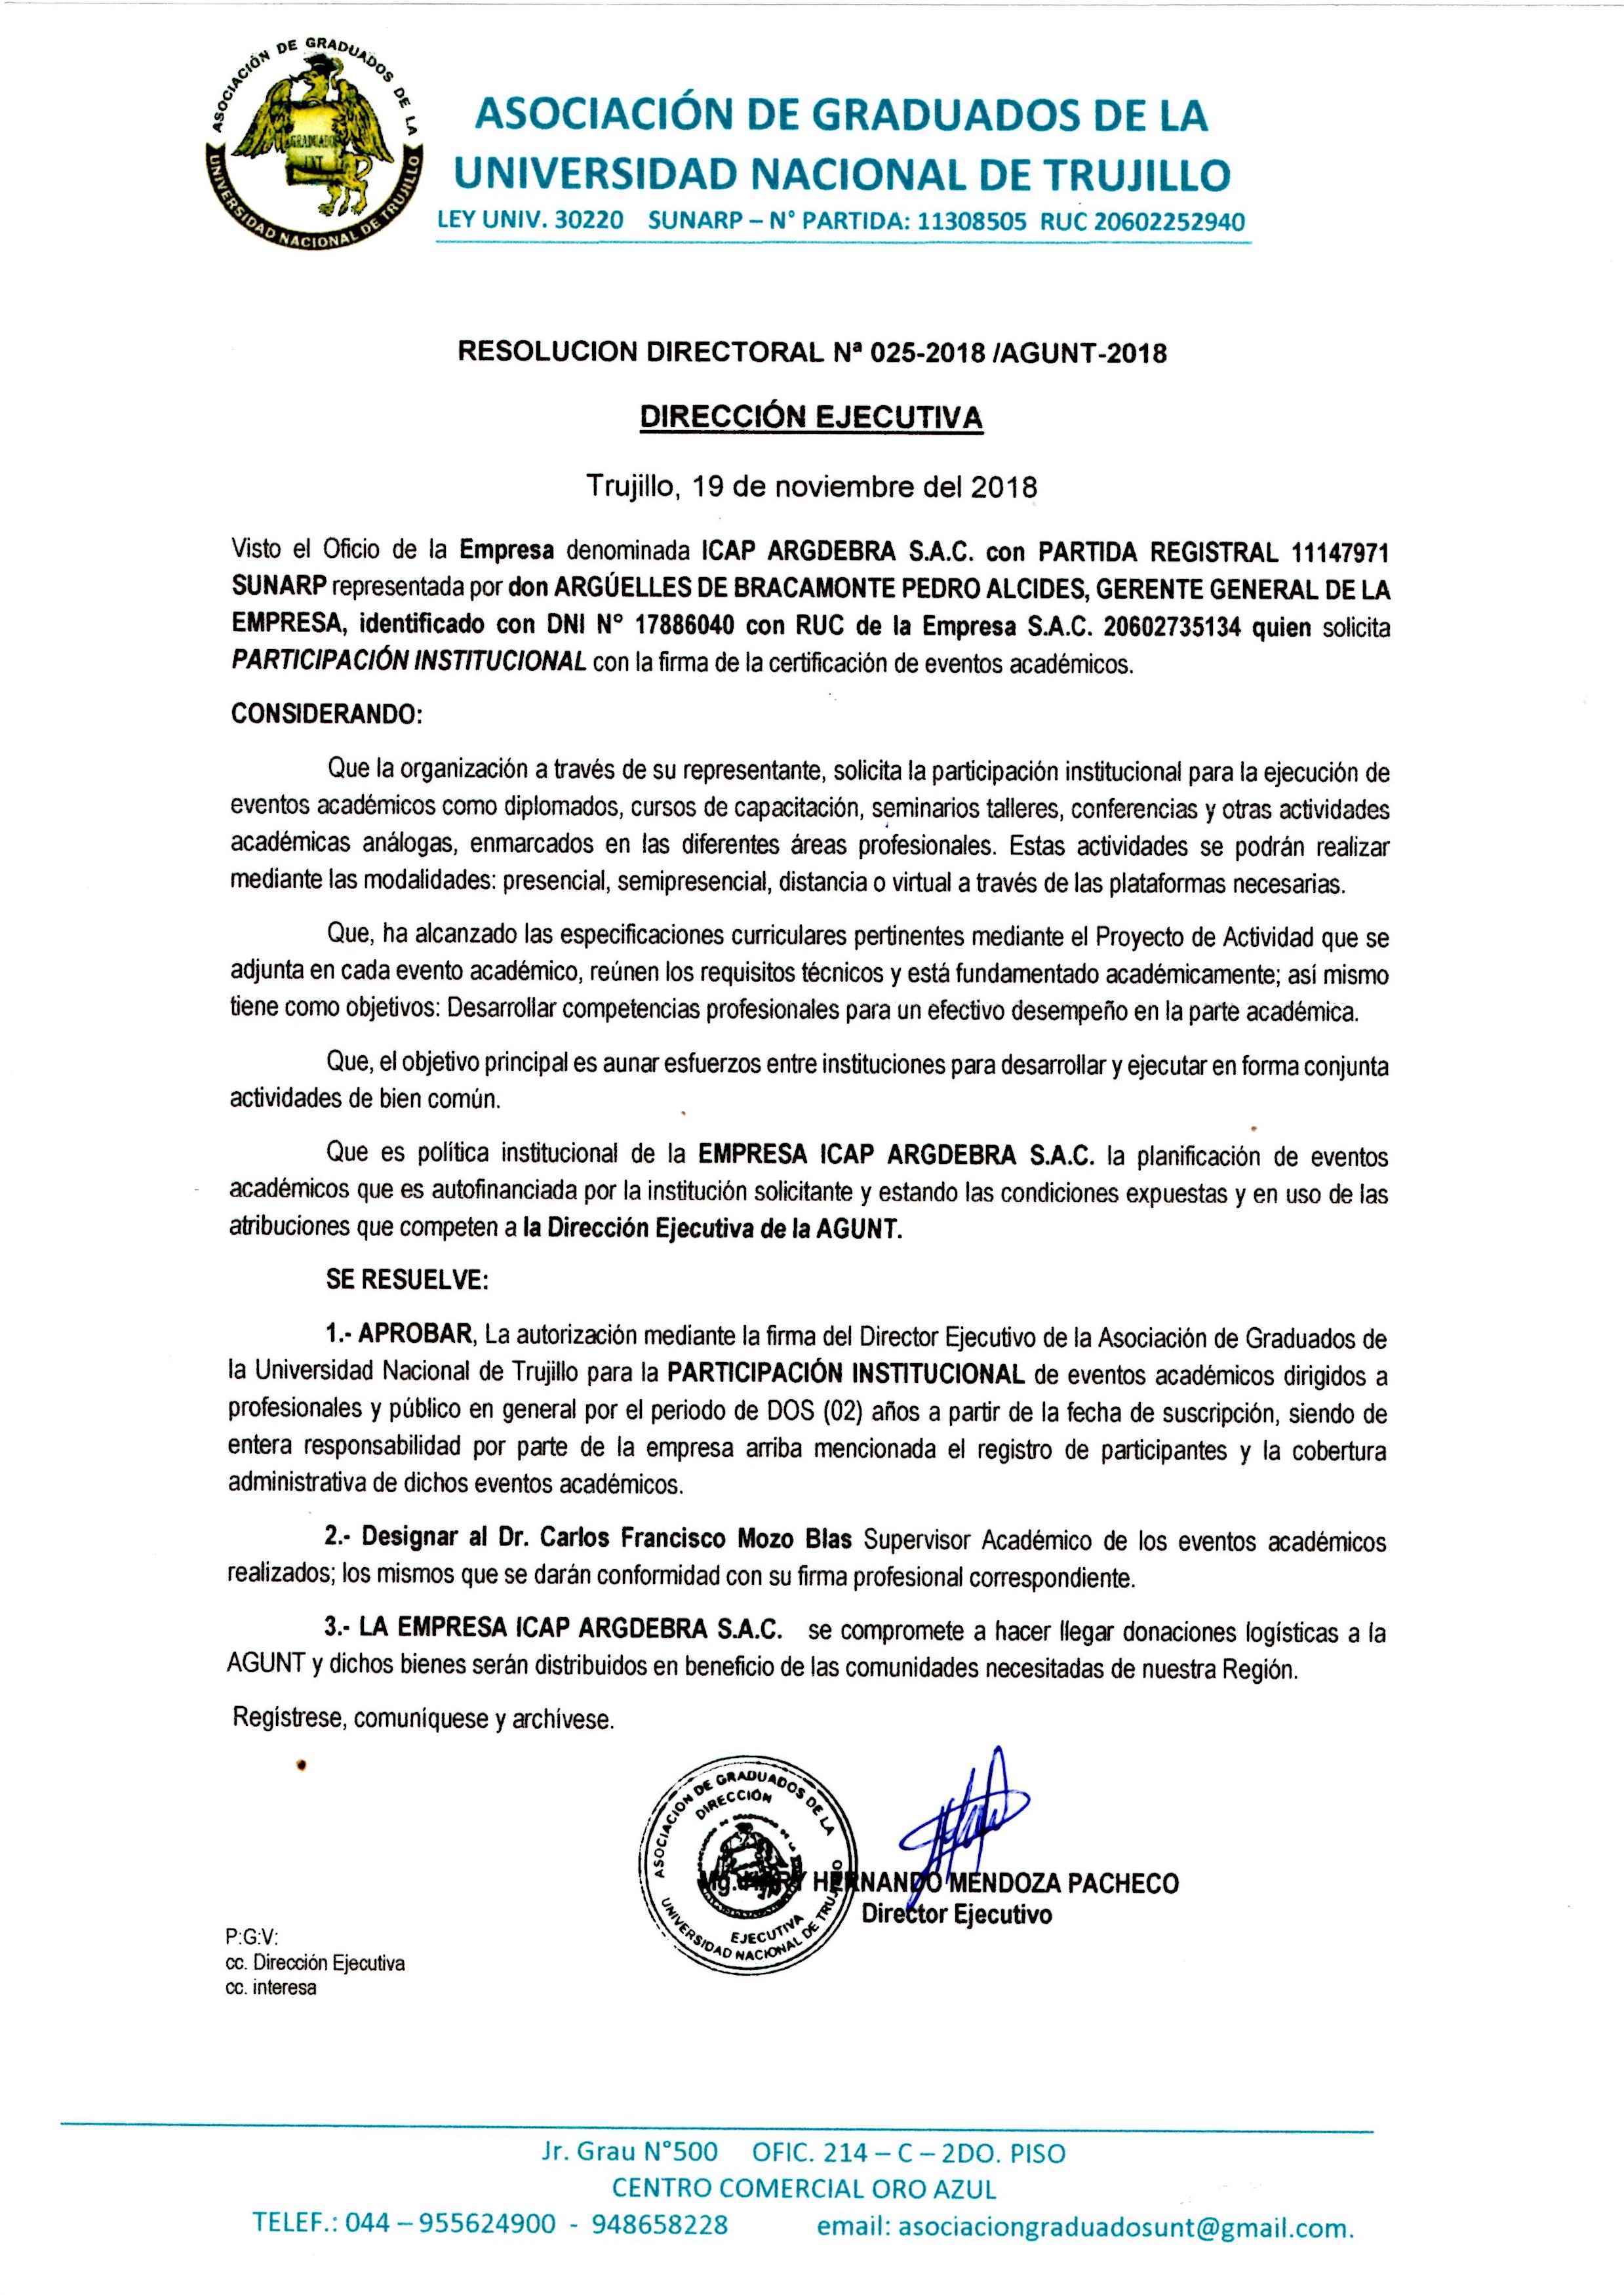 ASOCIACIÓN DE GRADUADOS DE LA
UNIVERSIDAD NACIONAL DE TRUJILLO
GRADUADO
UNT
ASOCIACIÓN DE GRADUADOS DE LA
UNIVERSIDAD NACIONAL DE TRUJILLO
LEY UNIV. 30220 SUNARP – N° PARTIDA: 11308505 RUC 20602252940
RESOLUCION DIRECTORAL Nª 025-2018 /AGUNT-2018
DIRECCIÓN EJECUTIVA
Trujillo, 19 de noviembre del 2018
Visto el Oficio de la Empresa denominada ICAP ARGDEBRA S.A.C. con PARTIDA REGISTRAL 11147971
SUNARP representada por don ARGÚELLES DE BRACAMONTE PEDRO ALCIDES, GERENTE GENERAL DE LA
EMPRESA, identificado con DNI Nº 17886040 con RUC de la Empresa S.A.C. 20602735134 quien solicita
PARTICIPACIÓN INSTITUCIONAL con la firma de la certificación de eventos académicos.
CONSIDERANDO:
Que la organización a través de su representante, solicita la participación institucional para la ejecución de
eventos académicos como diplomados, cursos de capacitación, seminarios talleres, conferencias y otras actividades
académicas análogas, enmarcados en las diferentes áreas profesionales. Estas actividades se podrán realizar
mediante las modalidades: presencial, semipresencial, distancia o virtual a través de las plataformas necesarias.
Que, ha alcanzado las especificaciones curriculares pertinentes mediante el Proyecto de Actividad que se
adjunta en cada evento académico, reúnen los requisitos técnicos y está fundamentado académicamente; así mismo
tiene como objetivos: Desarrollar competencias profesionales para un efectivo desempeño en la parte académica.
Que, el objetivo principal es aunar esfuerzos entre instituciones para desarrollar y ejecutar en forma conjunta
actividades de bien común.
Que es política institucional de la EMPRESA ICAP ARGDEBRA S.A.C. la planificación de eventos
académicos que es autofinanciada por la institución solicitante y estando las condiciones expuestas y en uso de las
atribuciones que competen a la Dirección Ejecutiva de la AGUNT.
SE RESUELVE:
1.- APROBAR, La autorización mediante la firma del Director Ejecutivo de la Asociación de Graduados de
la Universidad Nacional de Trujillo para la PARTICIPACIÓN INSTITUCIONAL de eventos académicos dirigidos a
profesionales y público en general por el periodo de DOS (02) años a partir de la fecha de suscripción, siendo de
entera responsabilidad por parte de la empresa arriba mencionada el registro de participantes y la cobertura
administrativa de dichos eventos académicos.
2.- Designar al Dr. Carlos Francisco Mozo Blas Supervisor Académico de los eventos académicos
realizados; los mismos que se darán conformidad con su firma profesional correspondiente.
3.- LA EMPRESA ICAP ARGDEBRA S.A.C. se compromete a hacer llegar donaciones logísticas a la
AGUNT y dichos bienes serán distribuidos en beneficio de las comunidades necesitadas de nuestra Región.
Regístrese, comuníquese y archívese.
ASOCIACION DE GRADUADOS DE LA
DIRECCIÓN
EJECUTIVA
UNIVERSIDAD NACIONAL DE TRUJILLO
Mg. HERNANDO MENDOZA PACHECO
Director Ejecutivo
P:G:V:
cc. Dirección Ejecutiva
cc. interesa
Jr. Grau N°500 OFIC. 214 – C – 2DO. PISO
CENTRO COMERCIAL ORO AZUL
TELEF.: 044 – 955624900 - 948658228 email: asociaciongraduadosunt@gmail.com.